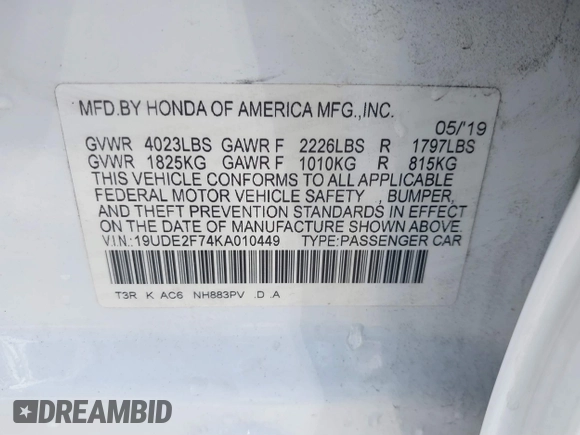 MFD.BY HONDA OF AMERICA MFG.,INC.
05/'19
GVWR 4023LBS GAWR F 2226LBS R 1797LBS
GVWR 1825KG GAWR F 1010KG R 815KG
THIS VEHICLE CONFORMS TO ALL APPLICABLE
FEDERAL MOTOR VEHICLE SAFETY , BUMPER,
AND THEFT PREVENTION STANDARDS IN EFFECT
ON THE DATE OF MANUFACTURE SHOWN ABOVE.
V.I.N.:19UDE2F74KA010449 TYPE:PASSENGER CAR
T3R K AC6 NH883PV .D .A
DREAMBID